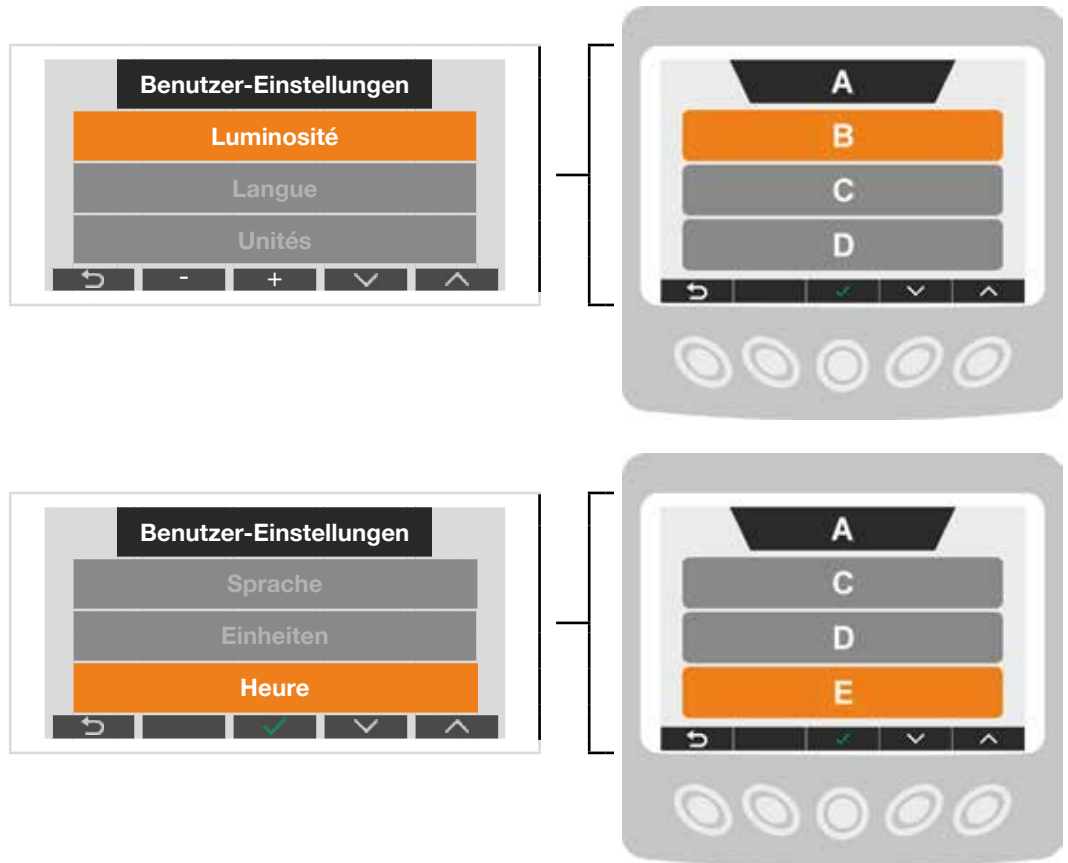 Benutzer-Einstellungen
Luminosité
Langue
Unités
- +
A
B
C
D
Benutzer-Einstellungen
Sprache
Einheiten
Heure
A
C
D
E